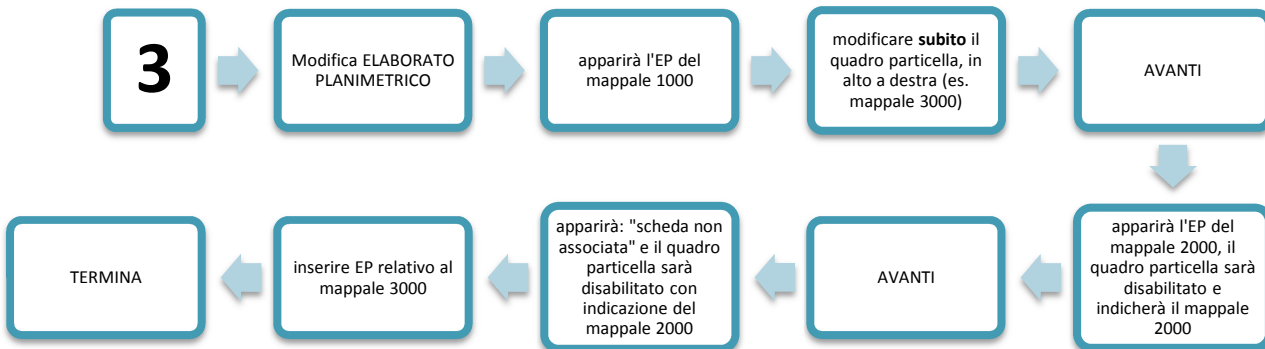 3
Modifica ELABORATO
PLANIMETRICO
apparirà l'EP del
mappale 1000
modificare subito il
quadro particella, in
alto a destra (es.
mappale 3000)
AVANTI
apparirà l'EP del
mappale 2000, il
quadro particella sarà
disabilitato e
indicherà il mappale
2000
AVANTI
apparirà: "scheda non
associata" e il quadro
particella sarà
disabilitato con
indicazione del
mappale 2000
inserire EP relativo al
mappale 3000
TERMINA